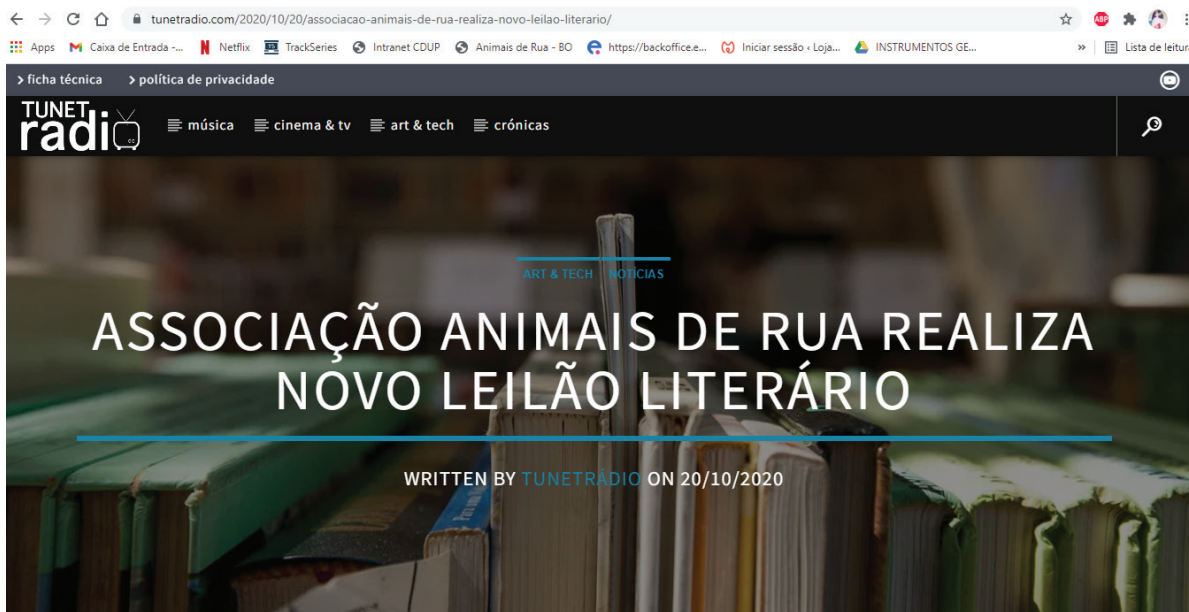 tunetradio.com/2020/10/20/associacao-animais-de-rua-realiza-novo-leilao-literario/
ABP
Apps Caixa de Entrada -... Netflix TrackSeries Intranet CDUP Animais de Rua - BO https://backoffice.e... Iniciar sessão ‹ Loja... INSTRUMENTOS GE... » Lista de leitura
> ficha técnica > política de privacidade
TUNET
radio
música cinema & tv art & tech crónicas
ART & TECH NOTÍCIAS
ASSOCIAÇÃO ANIMAIS DE RUA REALIZA
NOVO LEILÃO LITERÁRIO
WRITTEN BY TUNETRÁDIO ON 20/10/2020